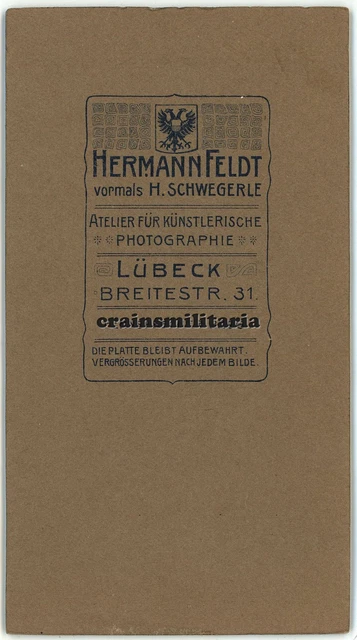 HERMANN FELDT
vormals H. SCHWEGERLE
ATELIER FÜR KÜNSTLERISCHE
PHOTOGRAPHIE
LÜBECK
BREITESTR. 31.
crainsmilitaria
DIE PLATTE BLEIBT AUFBEWAHRT.
VERGRÖSSERUNGEN NACH JEDEM BILDE.